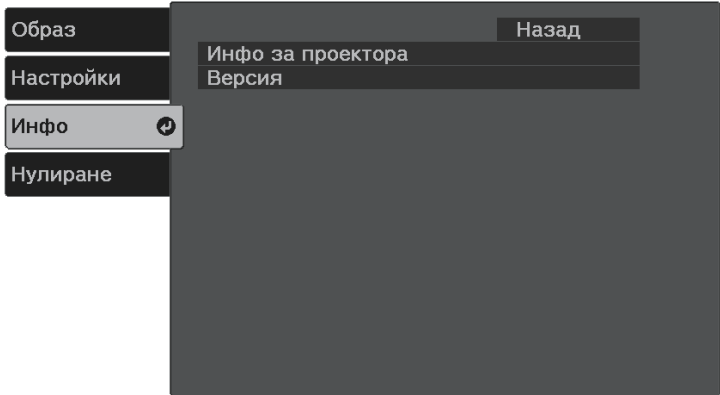 Образ
Настройки
Инфо
Нулиране
Назад
Инфо за проектора
Версия